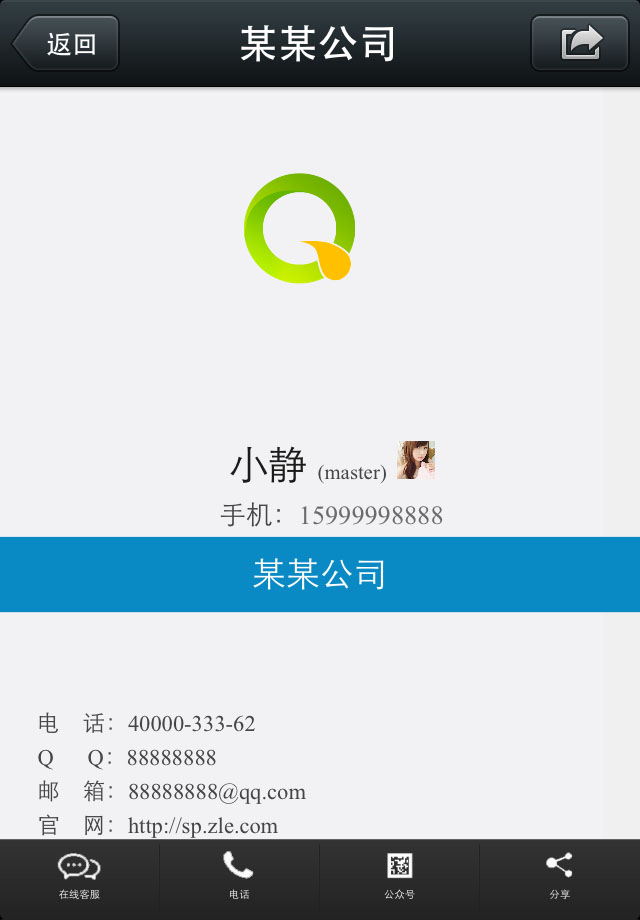 返回
某某公司
小静 (master)
手机：15999998888
某某公司
电 话：40000-333-62
Q Q：88888888
邮 箱：88888888@qq.com
官 网：http://sp.zle.com
在线客服 电话 公众号 分享